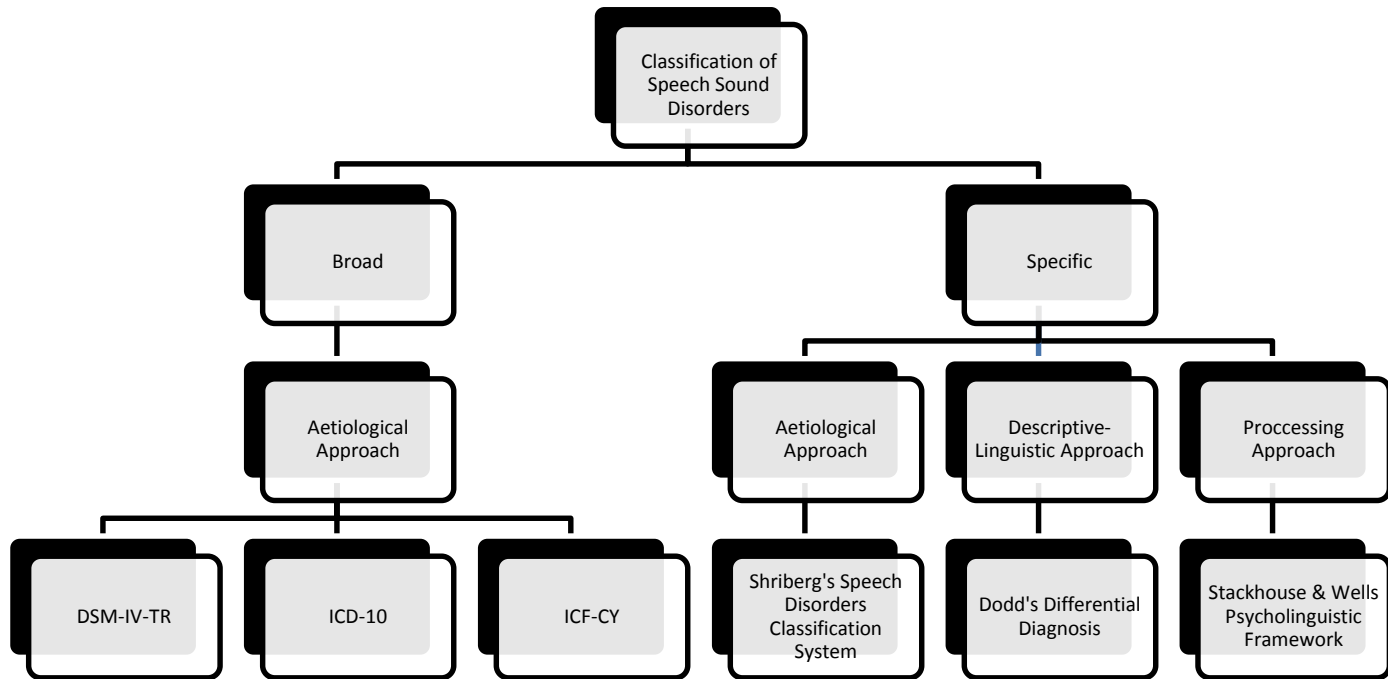 Classification of
Speech Sound
Disorders
Broad
Specific
Aetiological
Approach
Aetiological
Approach
Descriptive-
Linguistic Approach
Proccessing
Approach
DSM-IV-TR
ICD-10
ICF-CY
Shriberg's Speech
Disorders
Classification
System
Dodd's Differential
Diagnosis
Stackhouse & Wells
Psycholinguistic
Framework